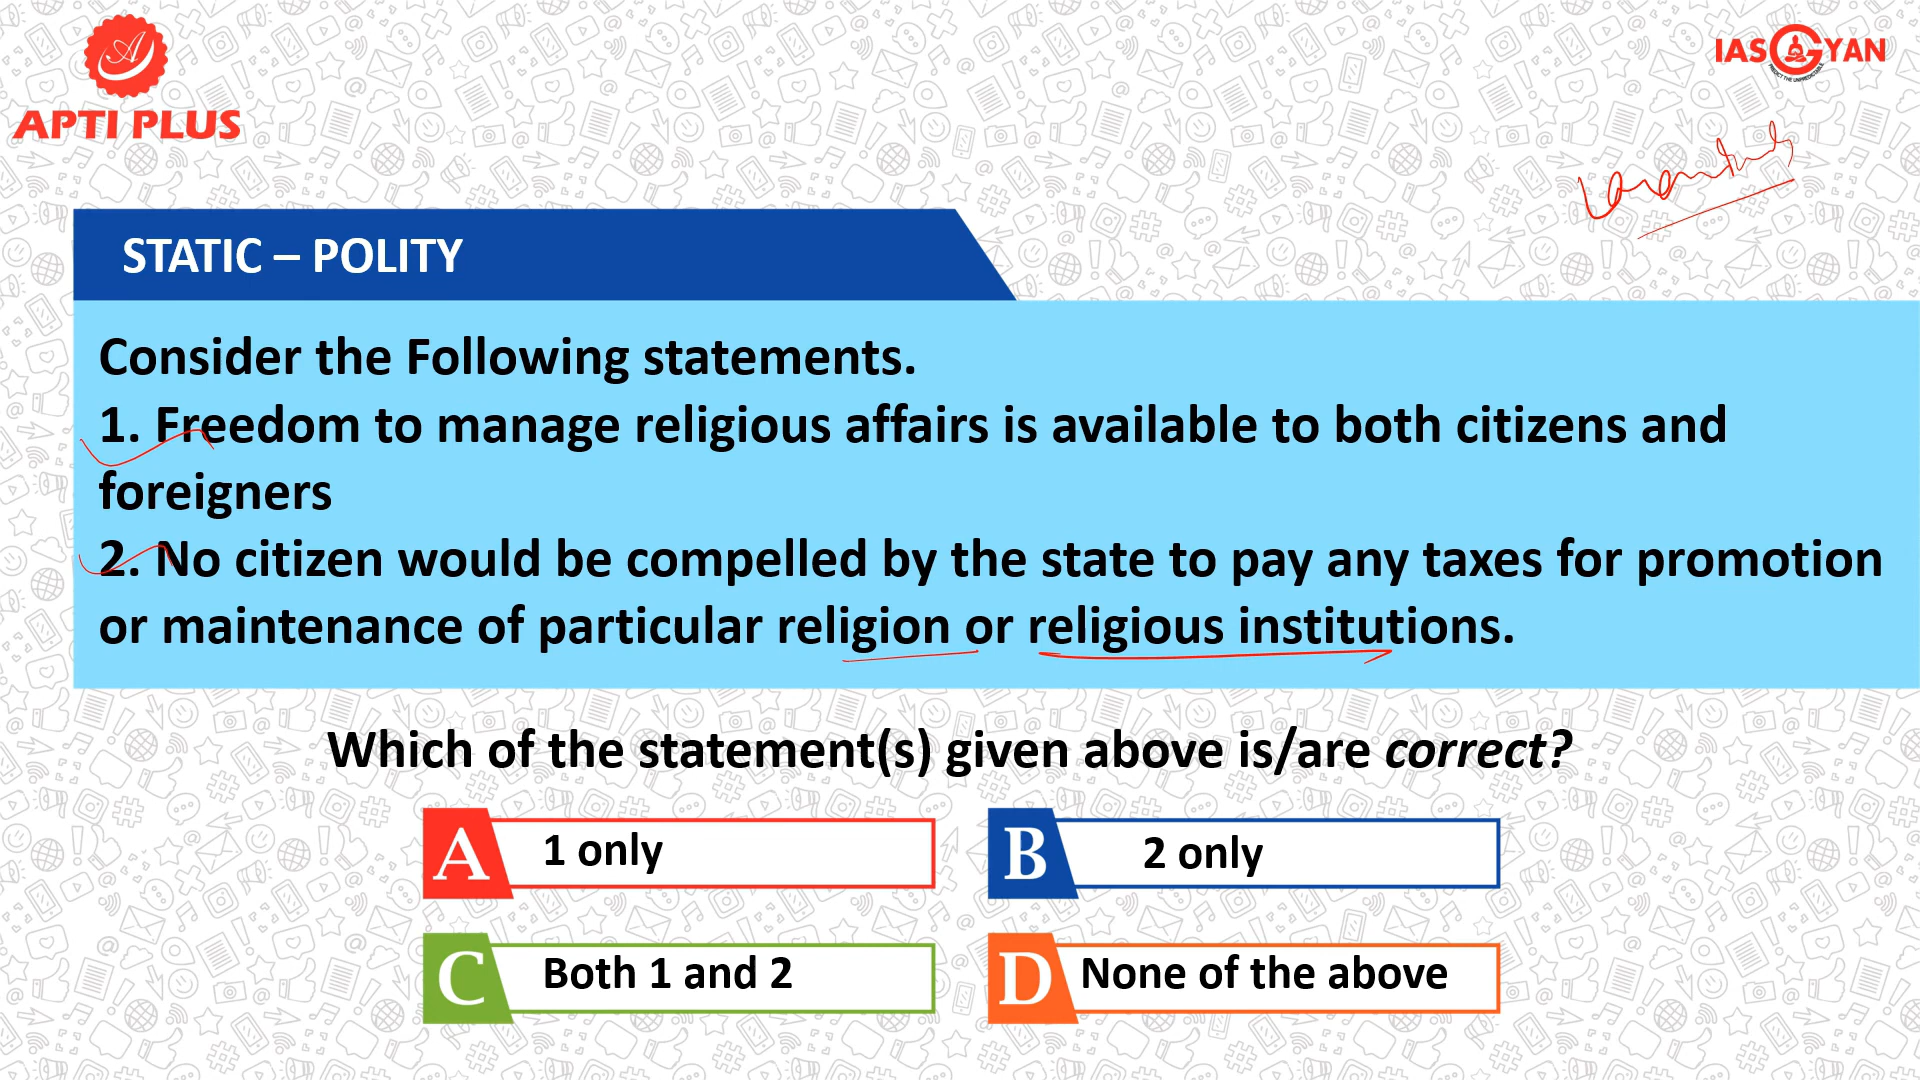 APTI PLUS
IASGYAN
PREDICT THE UNPREDICTABLE
STATIC – POLITY
Consider the Following statements.
1. Freedom to manage religious affairs is available to both citizens and
foreigners
2. No citizen would be compelled by the state to pay any taxes for promotion
or maintenance of particular religion or religious institutions.
Which of the statement(s) given above is/are correct?
A 1 only
B 2 only
C Both 1 and 2
D None of the above